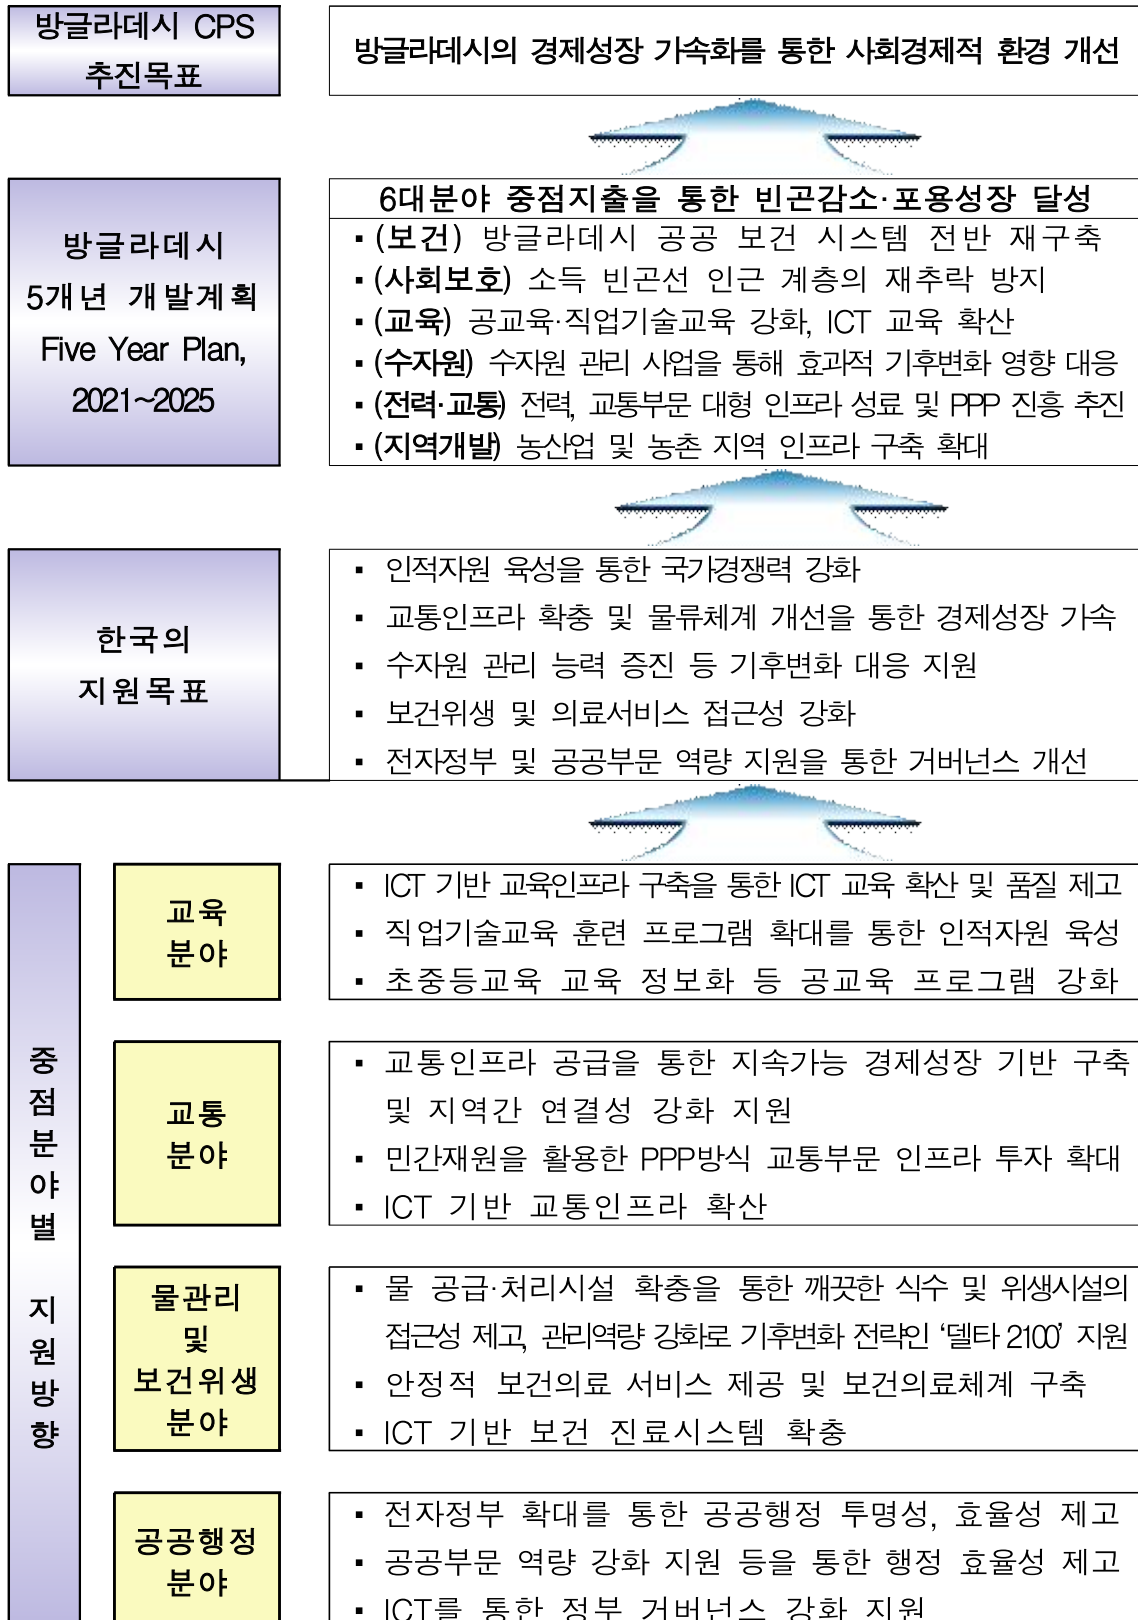 방글라데시 CPS
추진목표
방글라데시의 경제성장 가속화를 통한 사회경제적 환경 개선
방글라데시
5개년 개발계획
Five Year Plan,
2021~2025
6대분야 중점지출을 통한 빈곤감소·포용성장 달성
▪ (보건) 방글라데시 공공 보건 시스템 전반 재구축
▪ (사회보호) 소득 빈곤선 인근 계층의 재추락 방지
▪ (교육) 공교육·직업기술교육 강화, ICT 교육 확산
▪ (수자원) 수자원 관리 사업을 통해 효과적 기후변화 영향 대응
▪ (전력·교통) 전력, 교통부문 대형 인프라 성료 및 PPP 진흥 추진
▪ (지역개발) 농산업 및 농촌 지역 인프라 구축 확대
한국의
지원목표
▪ 인적자원 육성을 통한 국가경쟁력 강화
▪ 교통인프라 확충 및 물류체계 개선을 통한 경제성장 가속
▪ 수자원 관리 능력 증진 등 기후변화 대응 지원
▪ 보건위생 및 의료서비스 접근성 강화
▪ 전자정부 및 공공부문 역량 지원을 통한 거버넌스 개선
중점분야별 지원방향
교육
분야
▪ ICT 기반 교육인프라 구축을 통한 ICT 교육 확산 및 품질 제고
▪ 직업기술교육 훈련 프로그램 확대를 통한 인적자원 육성
▪ 초중등교육 교육 정보화 등 공교육 프로그램 강화
교통
분야
▪ 교통인프라 공급을 통한 지속가능 경제성장 기반 구축
및 지역간 연결성 강화 지원
▪ 민간재원을 활용한 PPP방식 교통부문 인프라 투자 확대
▪ ICT 기반 교통인프라 확산
물관리
및
보건위생
분야
▪ 물 공급·처리시설 확충을 통한 깨끗한 식수 및 위생시설의
접근성 제고, 관리역량 강화로 기후변화 전략인 ‘델타 2100’ 지원
▪ 안정적 보건의료 서비스 제공 및 보건의료체계 구축
▪ ICT 기반 보건 진료시스템 확충
공공행정
분야
▪ 전자정부 확대를 통한 공공행정 투명성, 효율성 제고
▪ 공공부문 역량 강화 지원 등을 통한 행정 효율성 제고
▪ ICT를 통한 정부 거버넌스 강화 지원